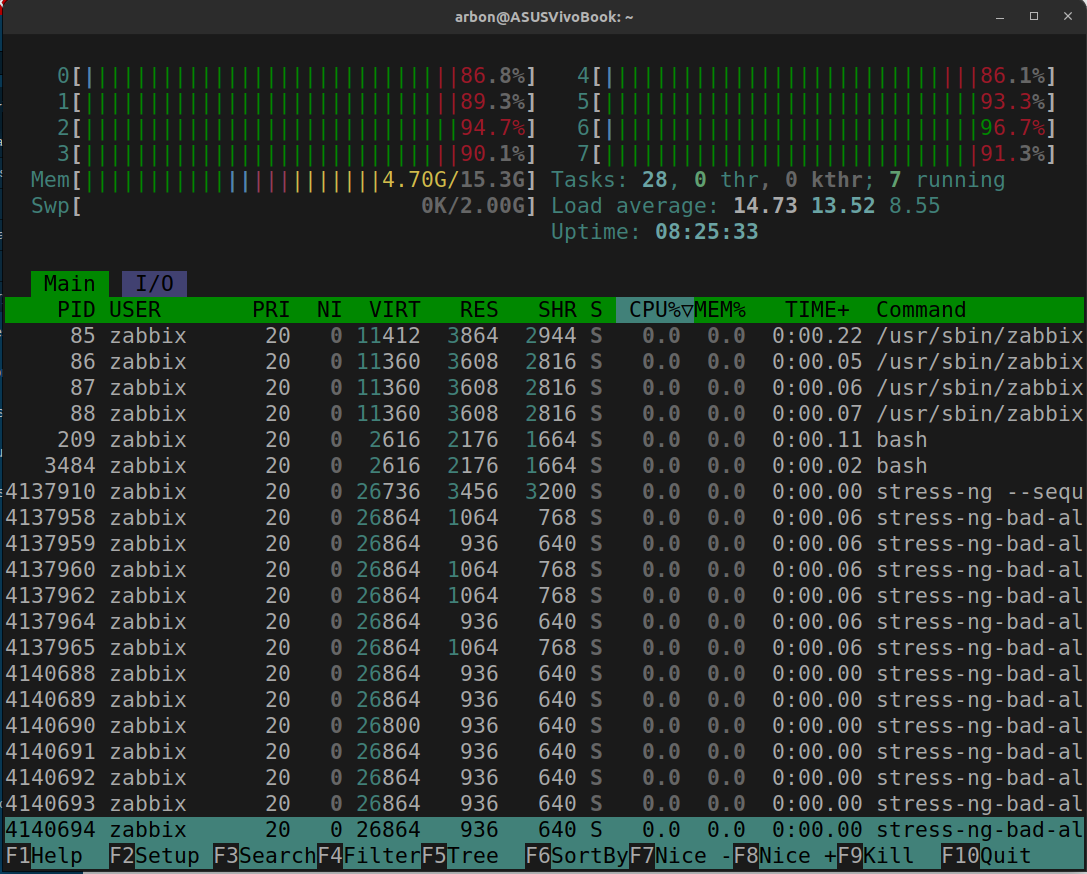 arbon@ASUSVivoBook: ~
0[||||||||||||||||||||||||||||86.8%] 4[||||||||||||||||||||||||||||86.1%]
1[||||||||||||||||||||||||||||89.3%] 5[||||||||||||||||||||||||||||93.3%]
2[||||||||||||||||||||||||||||94.7%] 6[||||||||||||||||||||||||||||96.7%]
3[||||||||||||||||||||||||||||90.1%] 7[||||||||||||||||||||||||||||91.3%]
Mem[||||||||||||||||||||||4.70G/15.3G] Tasks: 28, 0 thr, 0 kthr; 7 running
Swp[ 0K/2.00G] Load average: 14.73 13.52 8.55
Uptime: 08:25:33
Main I/O
PID USER PRI NI VIRT RES SHR S CPU%▽MEM% TIME+ Command
85 zabbix 20 0 11412 3864 2944 S 0.0 0.0 0:00.22 /usr/sbin/zabbix
86 zabbix 20 0 11360 3608 2816 S 0.0 0.0 0:00.05 /usr/sbin/zabbix
87 zabbix 20 0 11360 3608 2816 S 0.0 0.0 0:00.06 /usr/sbin/zabbix
88 zabbix 20 0 11360 3608 2816 S 0.0 0.0 0:00.07 /usr/sbin/zabbix
209 zabbix 20 0 2616 2176 1664 S 0.0 0.0 0:00.11 bash
3484 zabbix 20 0 2616 2176 1664 S 0.0 0.0 0:00.02 bash
4137910 zabbix 20 0 26736 3456 3200 S 0.0 0.0 0:00.00 stress-ng --sequ
4137958 zabbix 20 0 26864 1064 768 S 0.0 0.0 0:00.06 stress-ng-bad-al
4137959 zabbix 20 0 26864 936 640 S 0.0 0.0 0:00.06 stress-ng-bad-al
4137960 zabbix 20 0 26864 1064 768 S 0.0 0.0 0:00.06 stress-ng-bad-al
4137962 zabbix 20 0 26864 1064 768 S 0.0 0.0 0:00.06 stress-ng-bad-al
4137964 zabbix 20 0 26864 936 640 S 0.0 0.0 0:00.06 stress-ng-bad-al
4137965 zabbix 20 0 26864 1064 768 S 0.0 0.0 0:00.06 stress-ng-bad-al
4140688 zabbix 20 0 26864 936 640 S 0.0 0.0 0:00.00 stress-ng-bad-al
4140689 zabbix 20 0 26864 936 640 S 0.0 0.0 0:00.00 stress-ng-bad-al
4140690 zabbix 20 0 26800 936 640 S 0.0 0.0 0:00.00 stress-ng-bad-al
4140691 zabbix 20 0 26864 936 640 S 0.0 0.0 0:00.00 stress-ng-bad-al
4140692 zabbix 20 0 26864 936 640 S 0.0 0.0 0:00.00 stress-ng-bad-al
4140693 zabbix 20 0 26864 936 640 S 0.0 0.0 0:00.00 stress-ng-bad-al
4140694 zabbix 20 0 26864 936 640 S 0.0 0.0 0:00.00 stress-ng-bad-al
F1Help F2Setup F3SearchF4FilterF5Tree F6SortByF7Nice -F8Nice +F9Kill F10Quit